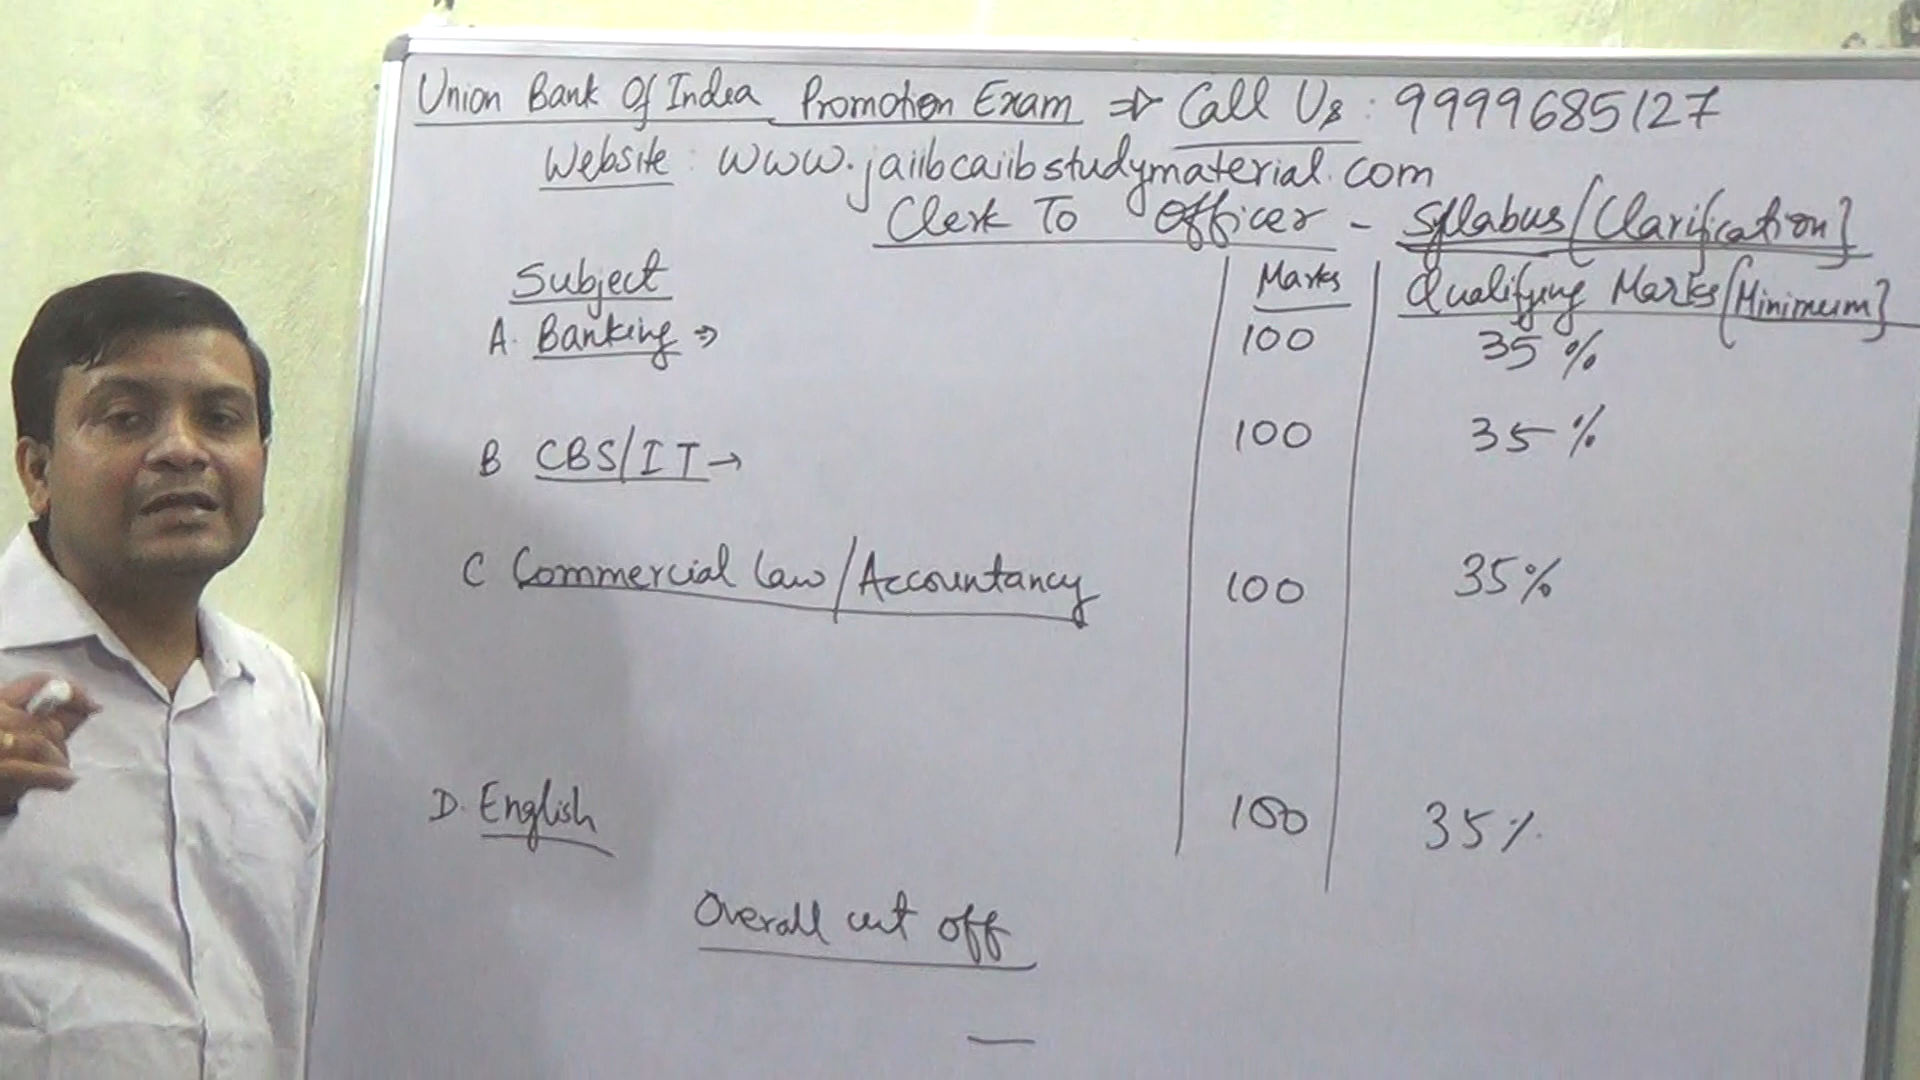 Union Bank Of India Promotion Exam ⇒ Call Us : 9999685127
Website : www.jaiibcaiibstudymaterial.com
Clerk To Officer - Syllabus [Clarification]
Subject Marks Qualifying Marks [Minimum]
A. Banking ⇒ 100 35%
B CBS/IT → 100 35%
C Commercial Law/Accountancy 100 35%
D. English 100 35%
Overall cut off
—